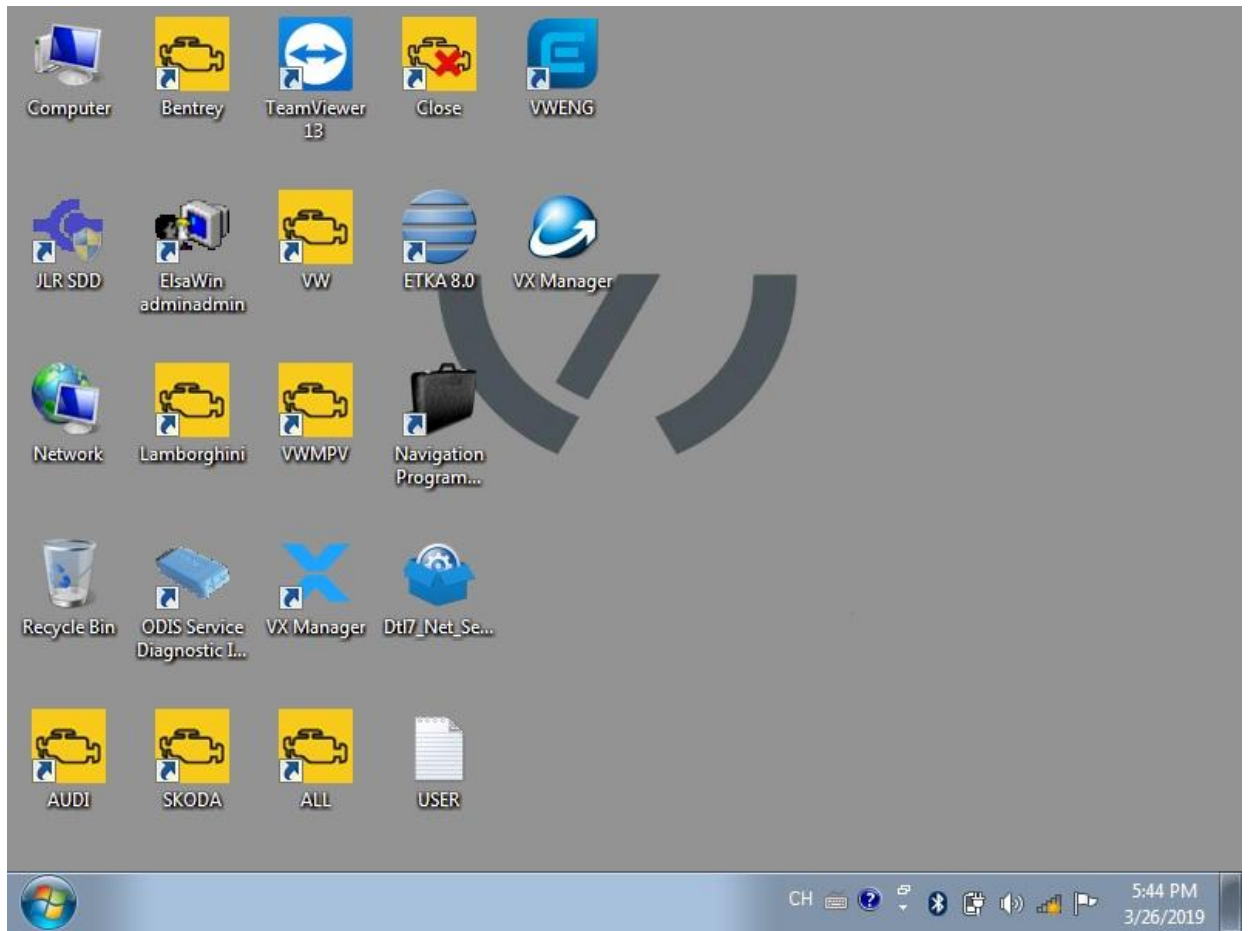 Computer
Bentrey
TeamViewer
13
Close
VWENG
JLR SDD
ElsaWin
adminadmin
VW
ETKA 8.0
VX Manager
Network
Lamborghini
VWMPV
Navigation
Program...
Recycle Bin
ODIS Service
Diagnostic I...
VX Manager
Dtl7_Net_Se...
AUDI
SKODA
ALL
USER
CH
5:44 PM
3/26/2019